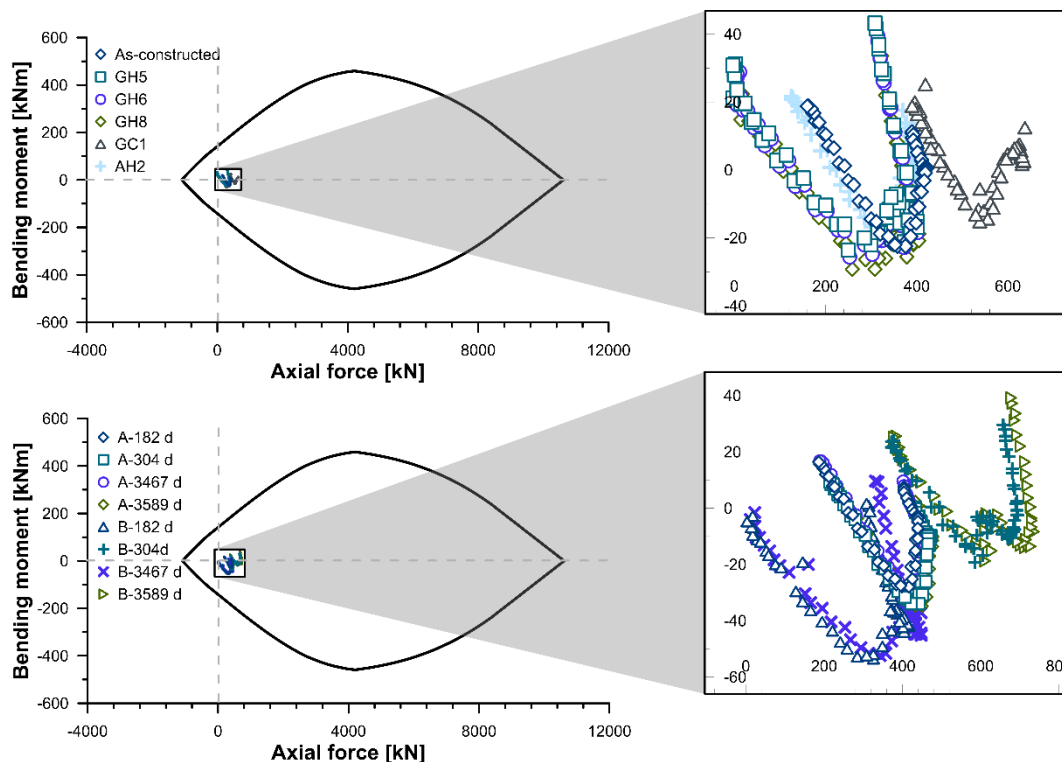 600
400
200
0
-200
-400
-600
Bending moment [kNm]
As-constructed
GH5
GH6
GH8
GC1
AH2
-4000
0
4000
8000
12000
Axial force [kN]
40
20
0
-20
-40
0
200
400
600
600
400
200
0
-200
-400
-600
Bending moment [kNm]
A-182 d
A-304 d
A-3467 d
A-3589 d
B-182 d
B-304d
B-3467 d
B-3589 d
-4000
0
4000
8000
12000
Axial force [kN]
40
20
0
-20
-40
-60
0
200
400
600
80